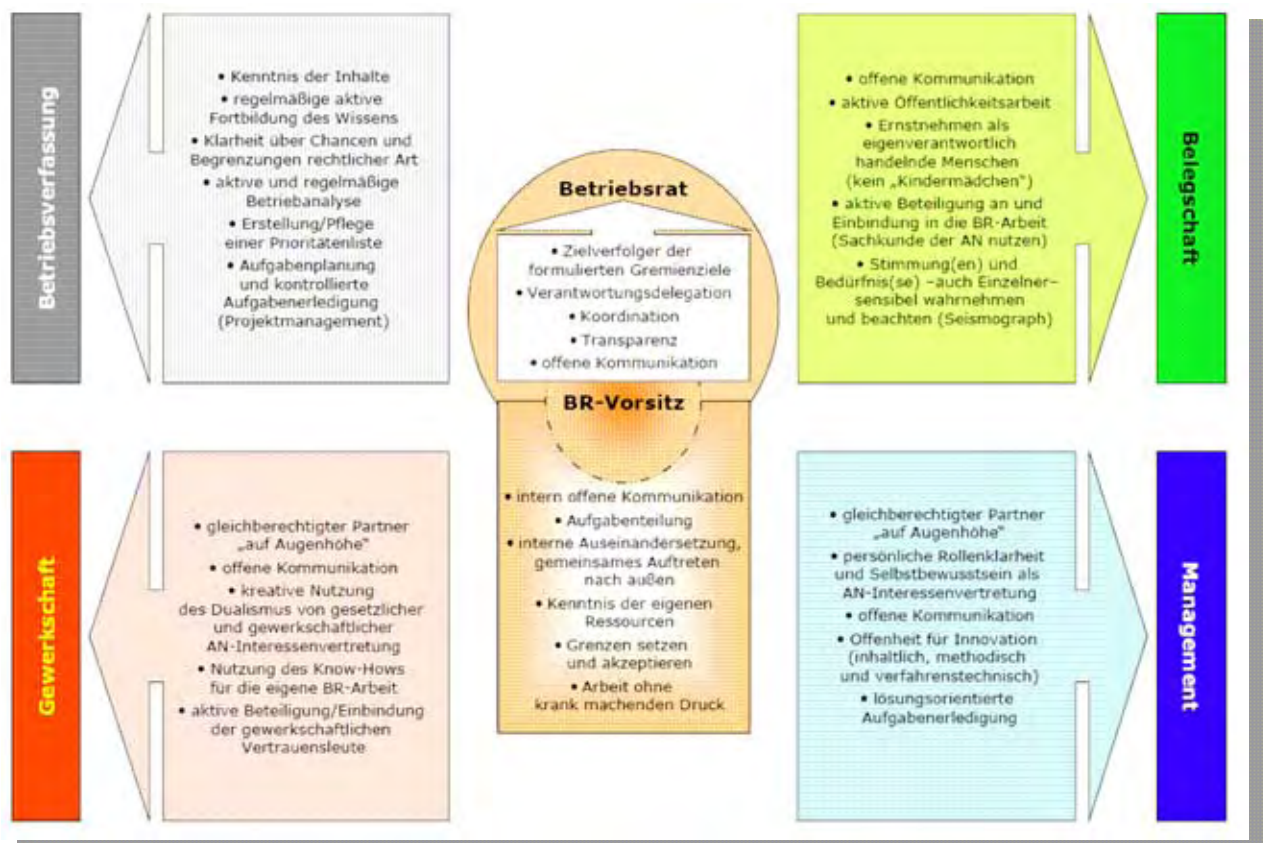 Betriebsverfassung
• Kenntnis der Inhalte
• regelmäßige aktive
Fortbildung des Wissens
• Klarheit über Chancen und
Begrenzungen rechtlicher Art
• aktive und regelmäßige
Betriebanalyse
• Erstellung/Pflege
einer Prioritätenliste
• Aufgabenplanung
und kontrollierte
Aufgabenerledigung
(Projektmanagement)
Betriebsrat
• Zielverfolger der
formulierten Gremienziele
• Verantwortungsdelegation
• Koordination
• Transparenz
• offene Kommunikation
BR-Vorsitz
• intern offene Kommunikation
• Aufgabenteilung
• interne Auseinandersetzung,
gemeinsames Auftreten
nach außen
• Kenntnis der eigenen
Ressourcen
• Grenzen setzen
und akzeptieren
• Arbeit ohne
krank machenden Druck
• offene Kommunikation
• aktive Öffentlichkeitsarbeit
• Ernstnehmen als
eigenverantwortlich
handelnde Menschen
(kein „Kindermädchen“)
• aktive Beteiligung an und
Einbindung in die BR-Arbeit
(Sachkunde der AN nutzen)
• Stimmung(en) und
Bedürfnis(se) –auch Einzelner–
sensibel wahrnehmen
und beachten (Seismograph)
Belegschaft
Gewerkschaft
• gleichberechtigter Partner
„auf Augenhöhe“
• offene Kommunikation
• kreative Nutzung
des Dualismus von gesetzlicher
und gewerkschaftlicher
AN-Interessenvertretung
• Nutzung des Know-Hows
für die eigene BR-Arbeit
• aktive Beteiligung/Einbindung
der gewerkschaftlichen
Vertrauensleute
• gleichberechtigter Partner
„auf Augenhöhe“
• persönliche Rollenklarheit
und Selbstbewusstsein als
AN-Interessenvertretung
• offene Kommunikation
• Offenheit für Innovation
(inhaltlich, methodisch
und verfahrenstechnisch)
• lösungsorientierte
Aufgabenerledigung
Management